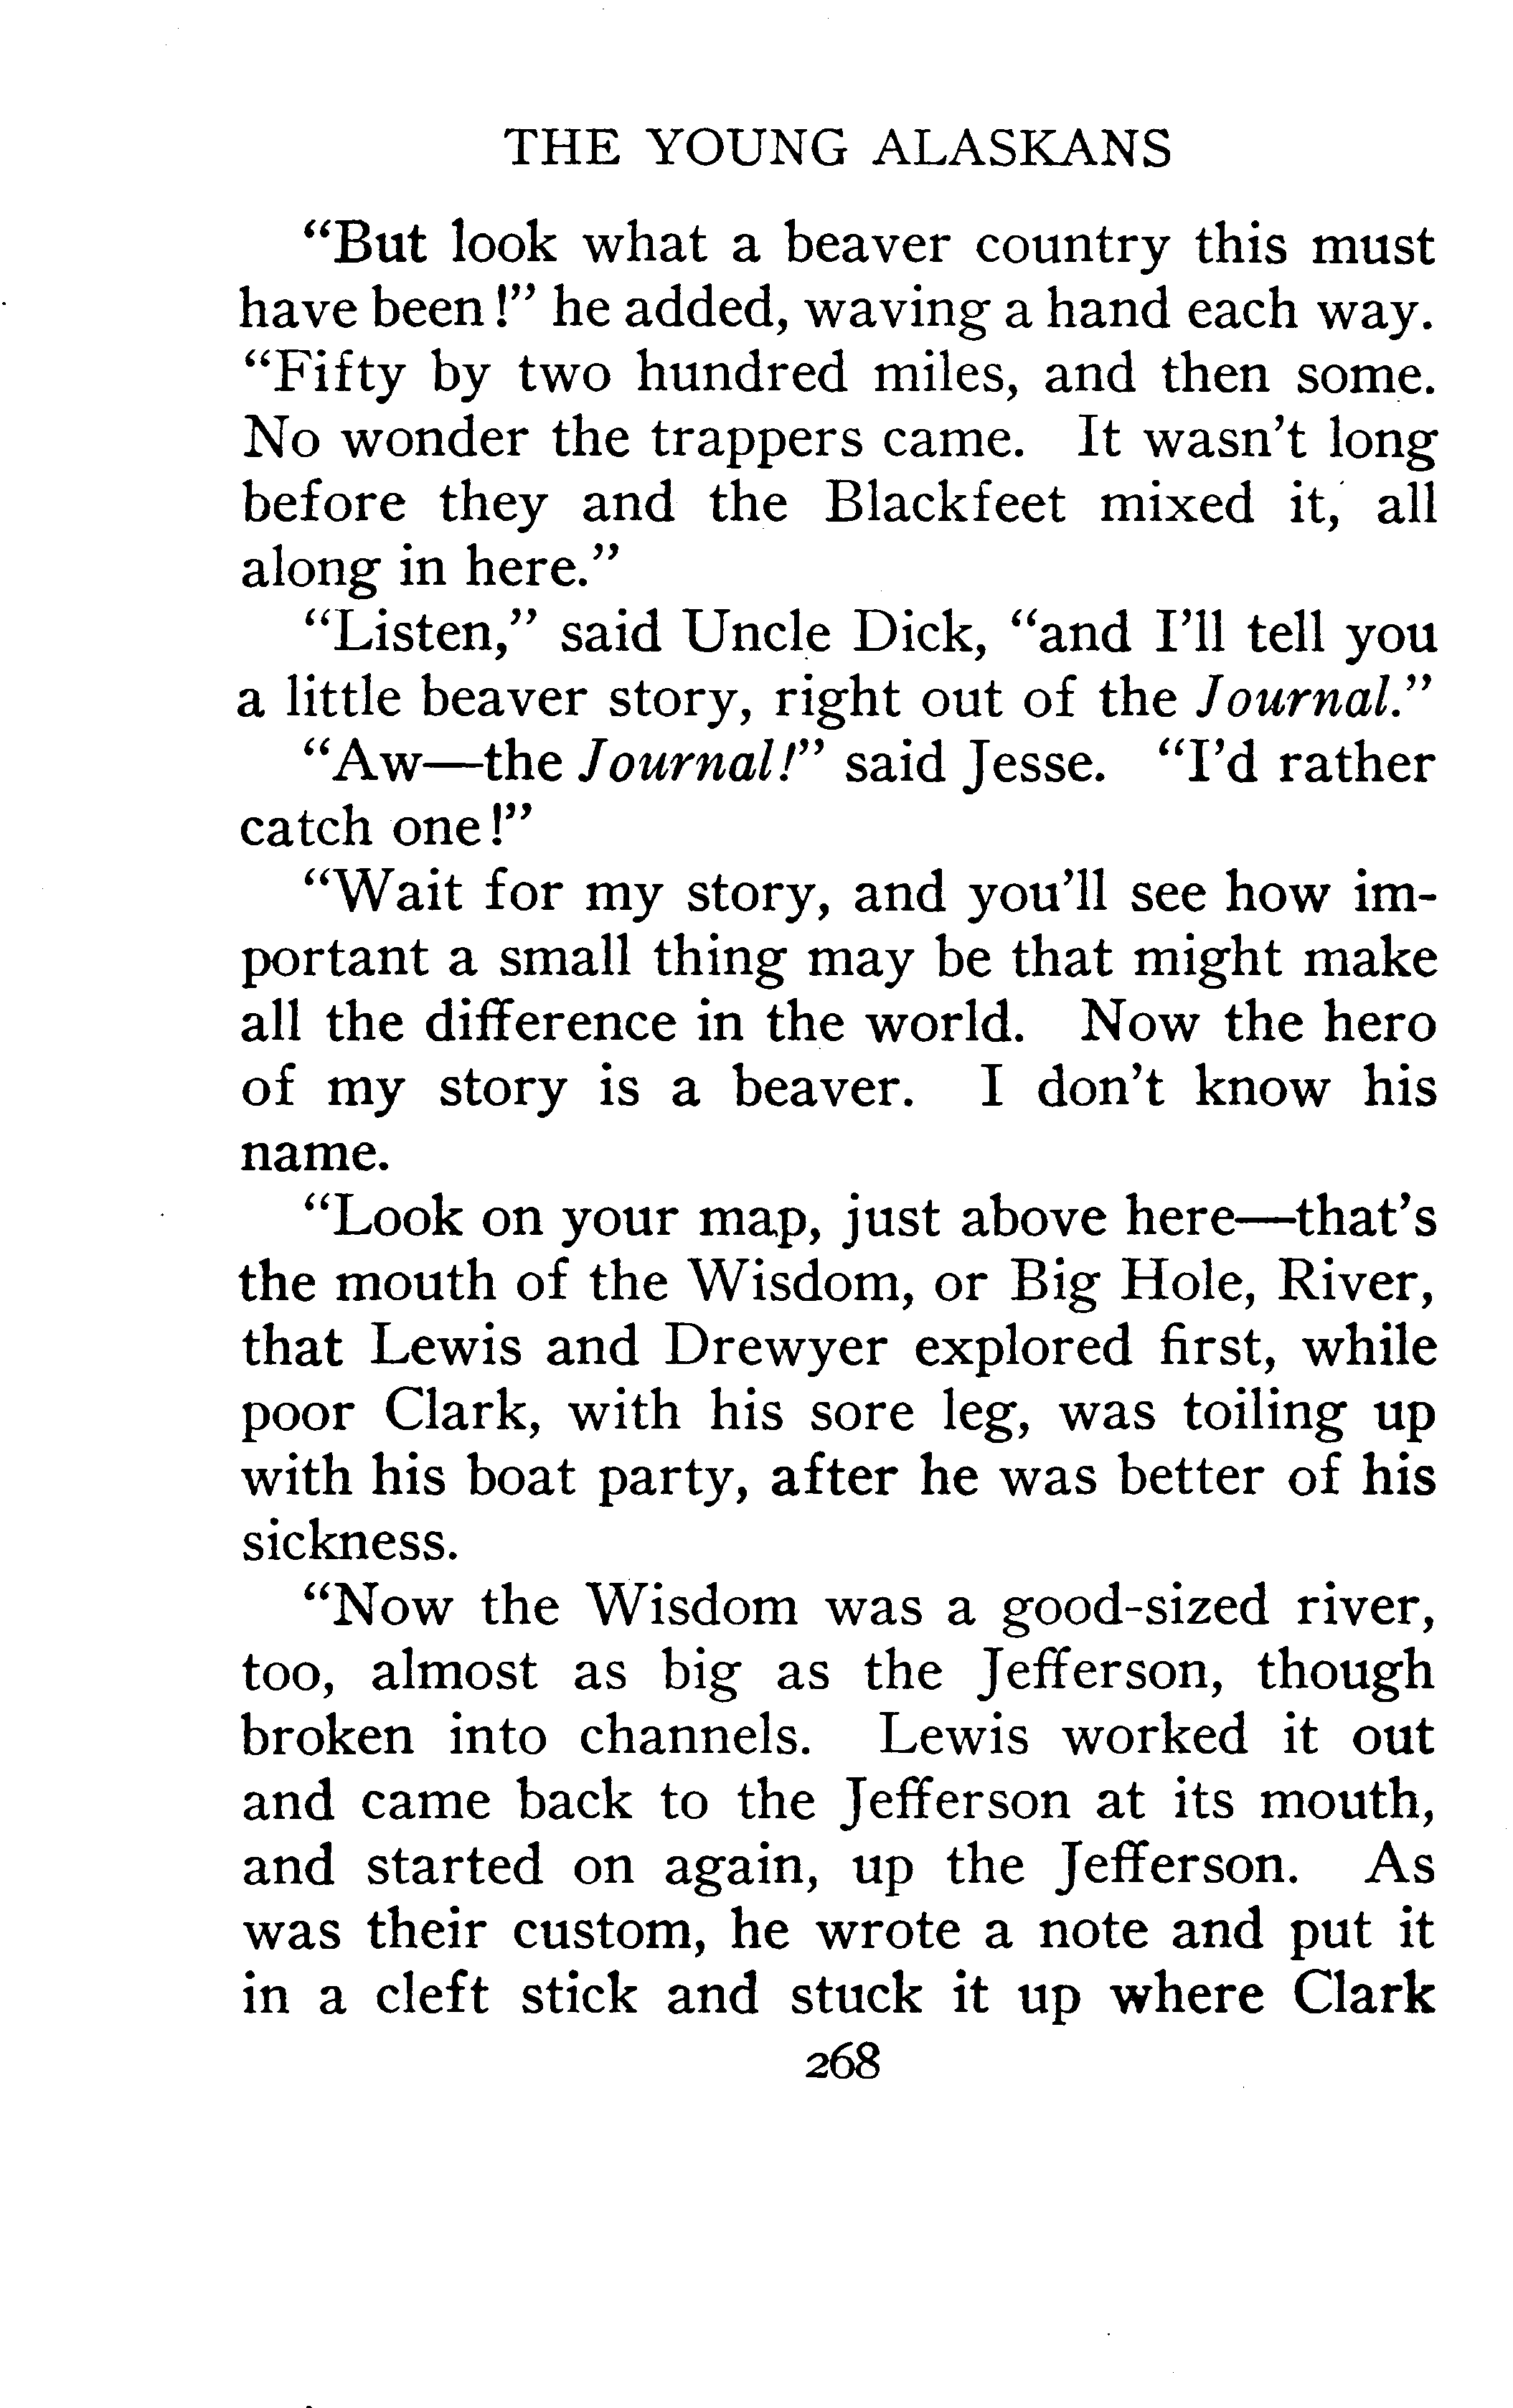 THE YOUNG ALASKANS
“But look what a beaver country this must
have been!” he added, waving a hand each way.
“Fifty by two hundred miles, and then some.
No wonder the trappers came. It wasn't long
before they and the Blackfeet mixed it, all
along in here.”
“Listen,” said Uncle Dick, “and I'll tell you
a little beaver story, right out of the Journal.”
“Aw—the Journal!” said Jesse. “I'd rather
catch one!”
“Wait for my story, and you'll see how im-
portant a small thing may be that might make
all the difference in the world. Now the hero
of my story is a beaver. I don't know his
name.
“Look on your map, just above here—that's
the mouth of the Wisdom, or Big Hole, River,
that Lewis and Drewyer explored first, while
poor Clark, with his sore leg, was toiling up
with his boat party, after he was better of his
sickness.
“Now the Wisdom was a good-sized river,
too, almost as big as the Jefferson, though
broken into channels. Lewis worked it out
and came back to the Jefferson at its mouth,
and started on again, up the Jefferson. As
was their custom, he wrote a note and put it
in a cleft stick and stuck it up where Clark
268